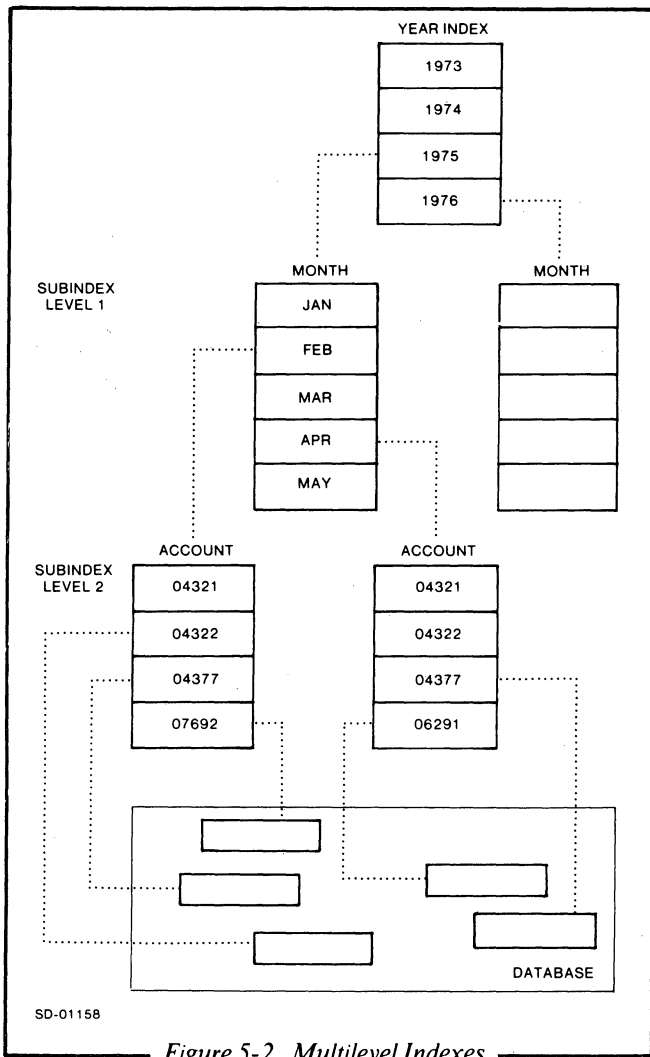 YEAR INDEX
1973
1974
1975
1976
SUBINDEX
LEVEL 1
MONTH
JAN
FEB
MAR
APR
MAY
MONTH
SUBINDEX
LEVEL 2
ACCOUNT
04321
04322
04377
07692
ACCOUNT
04321
04322
04377
06291
DATABASE
SD-01158
Figure 5-2. Multilevel Indexes